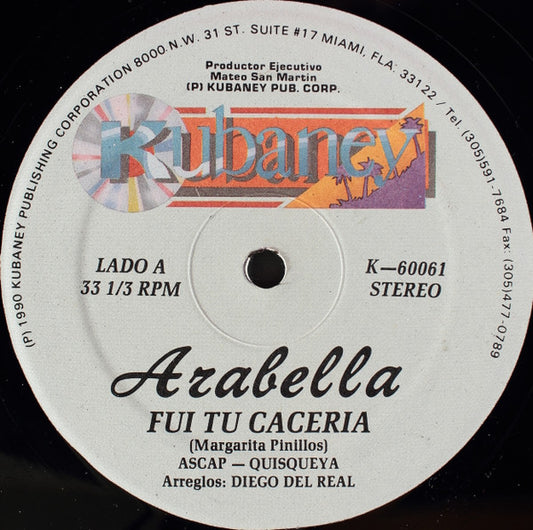 (P) 1990 KUBANEY PUBLISHING CORPORATION 8000 N.W. 31 ST. SUITE #17 MIAMI, FLA: 33122 / Tel. (305)591-7684 Fax: (305)477-0789
Productor Ejecutivo
Mateo San Martin
(P) KUBANEY PUB. CORP.
Kubaney
LADO A
33 1/3 RPM
K—60061
STEREO
Arabella
FUI TU CACERIA
(Margarita Pinillos)
ASCAP — QUISQUEYA
Arreglos: DIEGO DEL REAL